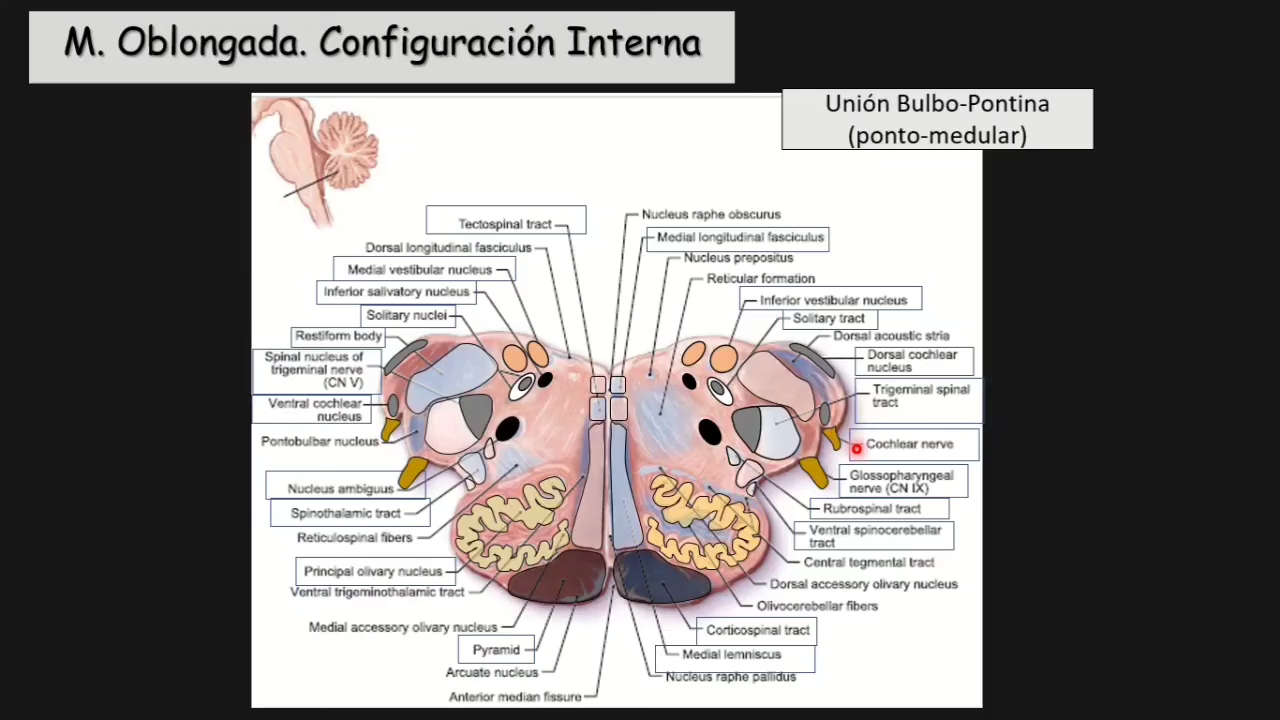 M. Oblongada. Configuración Interna
Unión Bulbo-Pontina
(ponto-medular)
Tectospinal tract
Dorsal longitudinal fasciculus
Medial vestibular nucleus
Inferior salivatory nucleus
Solitary nuclei
Restiform body
Spinal nucleus of
trigeminal nerve
(CN V)
Ventral cochlear
nucleus
Pontobulbar nucleus
Nucleus ambiguus
Spinothalamic tract
Reticulospinal fibers
Principal olivary nucleus
Ventral trigeminothalamic tract
Medial accessory olivary nucleus
Pyramid
Arcuate nucleus
Anterior median fissure
Nucleus raphe obscurus
Medial longitudinal fasciculus
Nucleus prepositus
Reticular formation
Inferior vestibular nucleus
Solitary tract
Dorsal acoustic stria
Dorsal cochlear
nucleus
Trigeminal spinal
tract
Cochlear nerve
Glossopharyngeal
nerve (CN IX)
Rubrospinal tract
Ventral spinocerebellar
tract
Central tegmental tract
Dorsal accessory olivary nucleus
Olivocerebellar fibers
Corticospinal tract
Medial lemniscus
Nucleus raphe pallidus